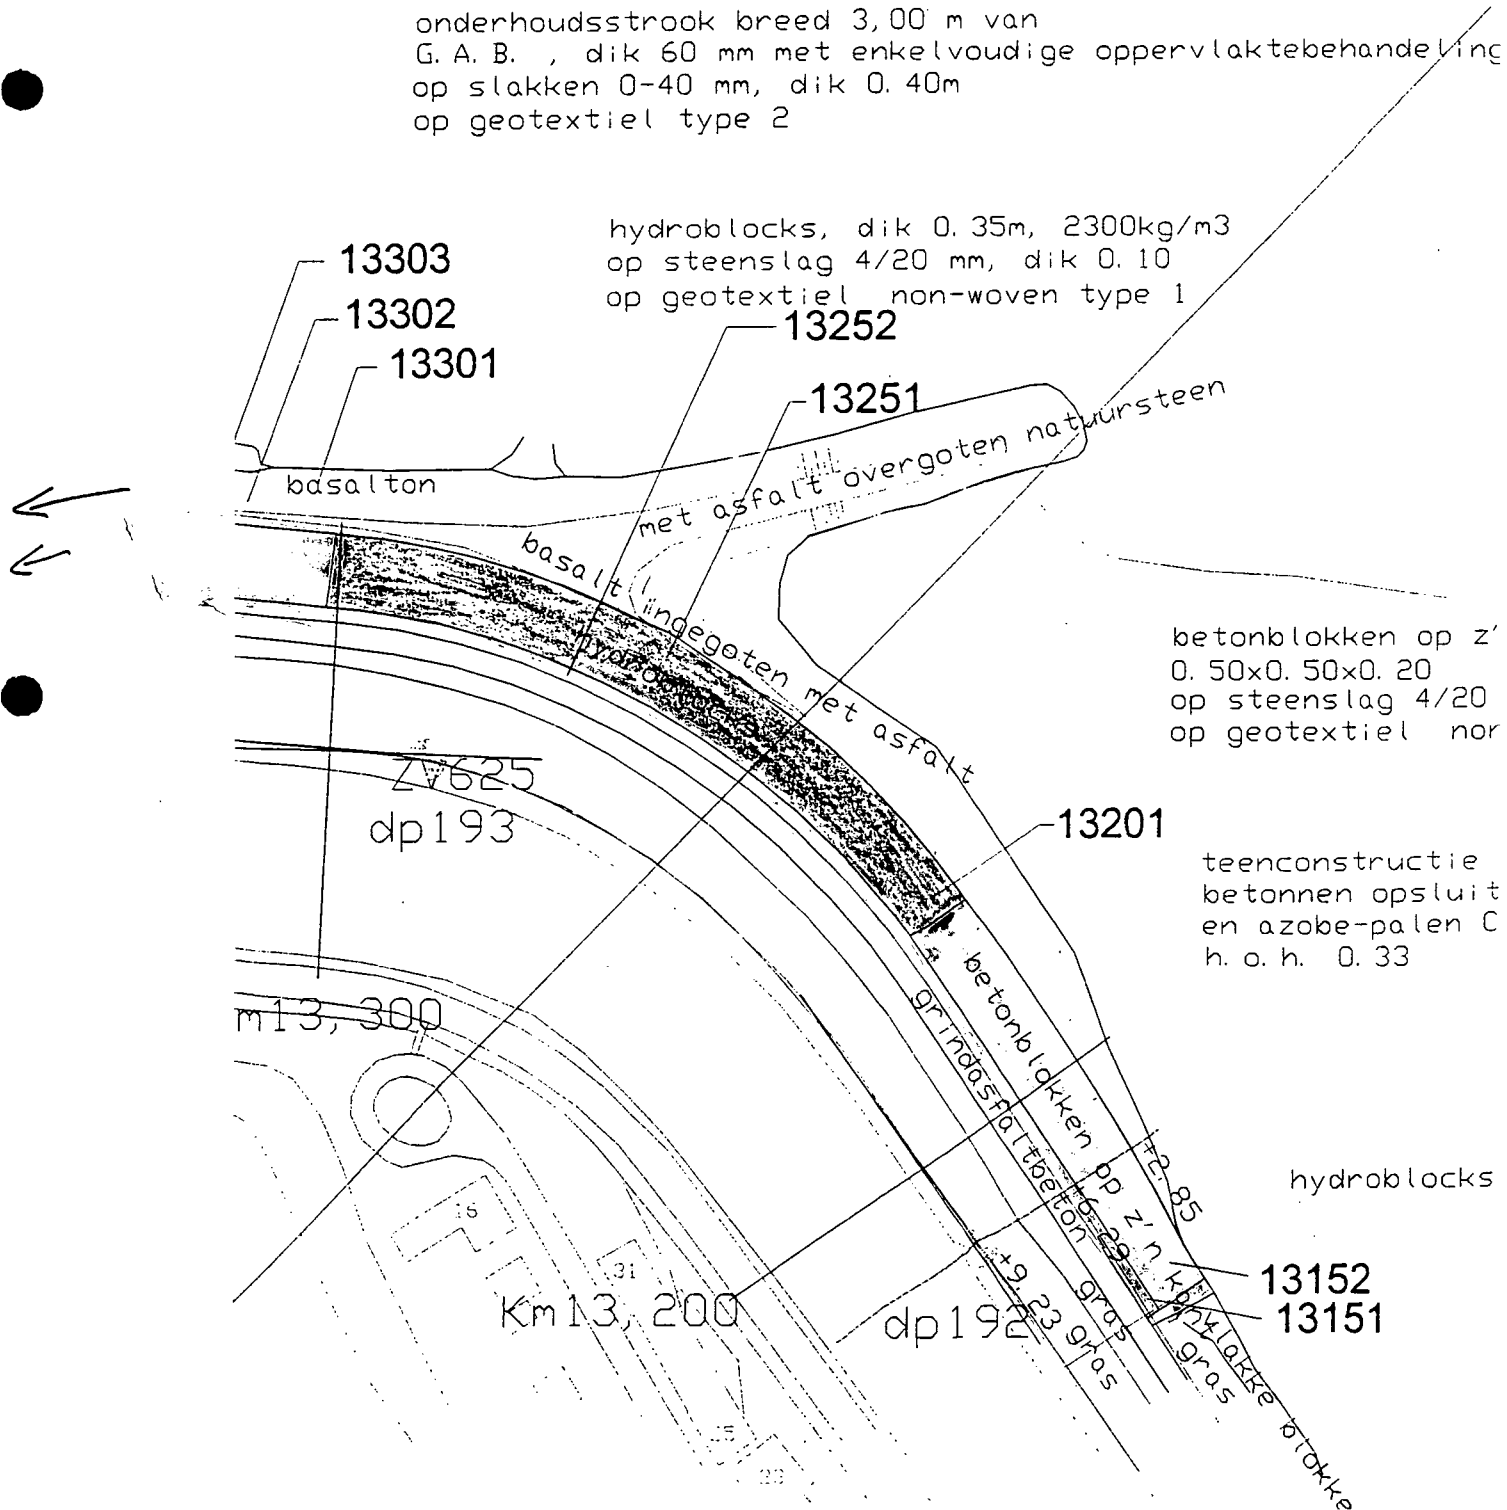 onderhoudsstrook breed 3,00 m van
G. A. B. , dik 60 mm met enkelvoudige oppervlaktebehandeling
op slakken 0-40 mm, dik 0. 40m
op geotextiel type 2
hydroblocks, dik 0. 35m, 2300kg/m3
op steenslag 4/20 mm, dik 0. 10
op geotextiel non-woven type 1
13303
13302
13301
13252
13251
basalton
met asfalt overgoten natuursteen
basalt ingegoten met asfalt
hydroblocks
betonblokken op z'
0. 50x0. 50x0. 20
op steenslag 4/20
op geotextiel nor
ZV625
dp193
13201
teenconstructie
betonnen opsluit
en azobe-palen C
h. o. h. 0. 33
m13, 300
betonblokken op z'n kant
grindasfaltbeton
+2, 85
+6, 29
hydroblocks
13152
13151
vlakke blokke
gras
gras
+9, 23 gras
Km13, 200
dp192
31